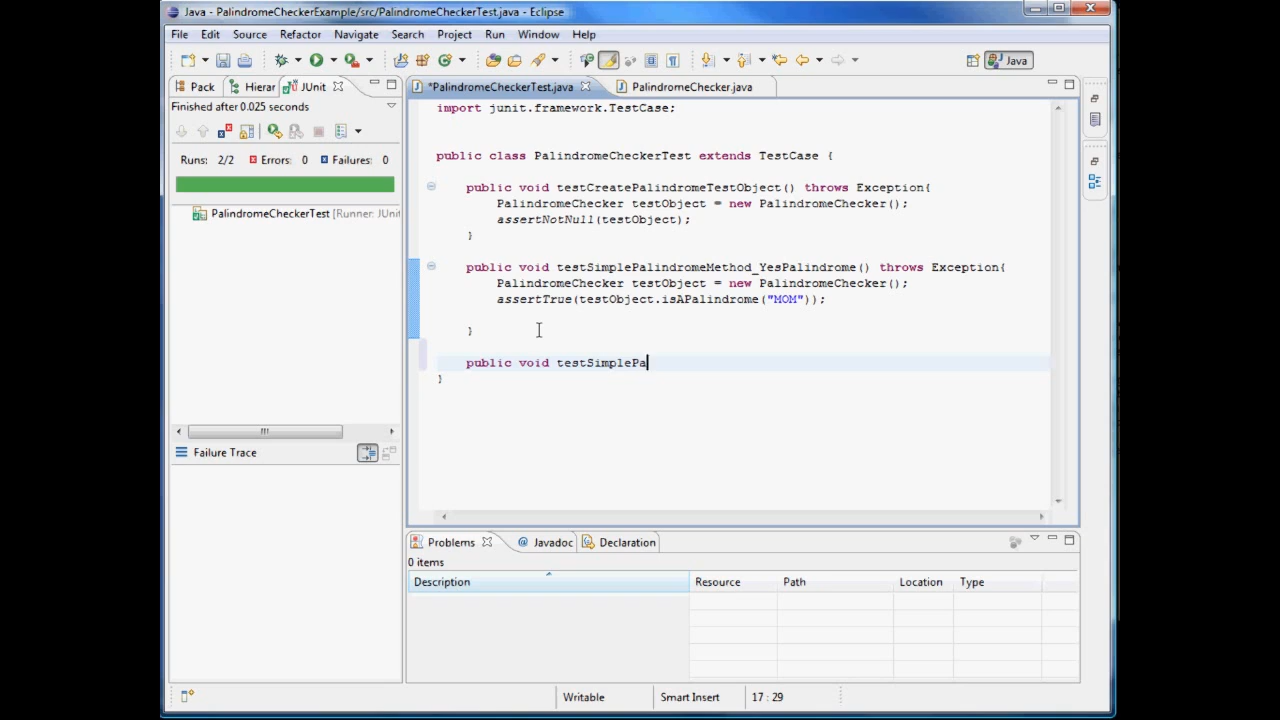 Java - PalindromeCheckerExample/src/PalindromeCheckerTest.java - Eclipse
File Edit Source Refactor Navigate Search Project Run Window Help
Java
Pack Hierar JUnit
*PalindromeCheckerTest.java PalindromeChecker.java
Finished after 0.025 seconds
Runs: 2/2 Errors: 0 Failures: 0
PalindromeCheckerTest [Runner: JUnit
Failure Trace
import junit.framework.TestCase;
public class PalindromeCheckerTest extends TestCase {
public void testCreatePalindromeTestObject() throws Exception{
PalindromeChecker testObject = new PalindromeChecker();
assertNotNull(testObject);
}
public void testSimplePalindromeMethod_YesPalindrome() throws Exception{
PalindromeChecker testObject = new PalindromeChecker();
assertTrue(testObject.isAPalindrome("MOM"));
}
public void testSimplePa
}
Problems @ Javadoc Declaration
0 items
Description Resource Path Location Type
Writable Smart Insert 17 : 29